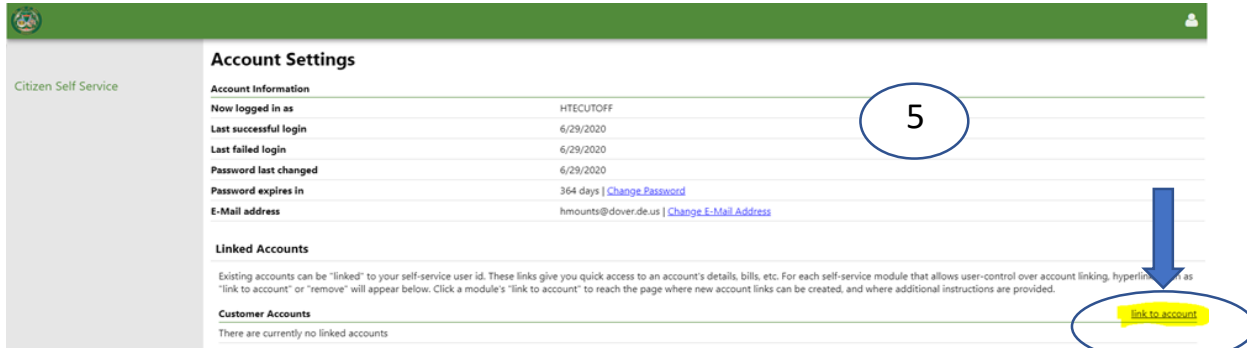 Account Settings
Citizen Self Service
Account Information
Now logged in as HTECUTOFF
5
Last successful login 6/29/2020
Last failed login 6/29/2020
Password last changed 6/29/2020
Password expires in 364 days | Change Password
E-Mail address hmounts@dover.de.us | Change E-Mail Address
Linked Accounts
Existing accounts can be "linked" to your self-service user id. These links give you quick access to an account's details, bills, etc. For each self-service module that allows user-control over account linking, as
"link to account" or "remove" will appear below. Click a module's "link to account" to reach the page where new account links can be created, and where additional instructions are provided.
Customer Accounts link to account
There are currently no linked accounts